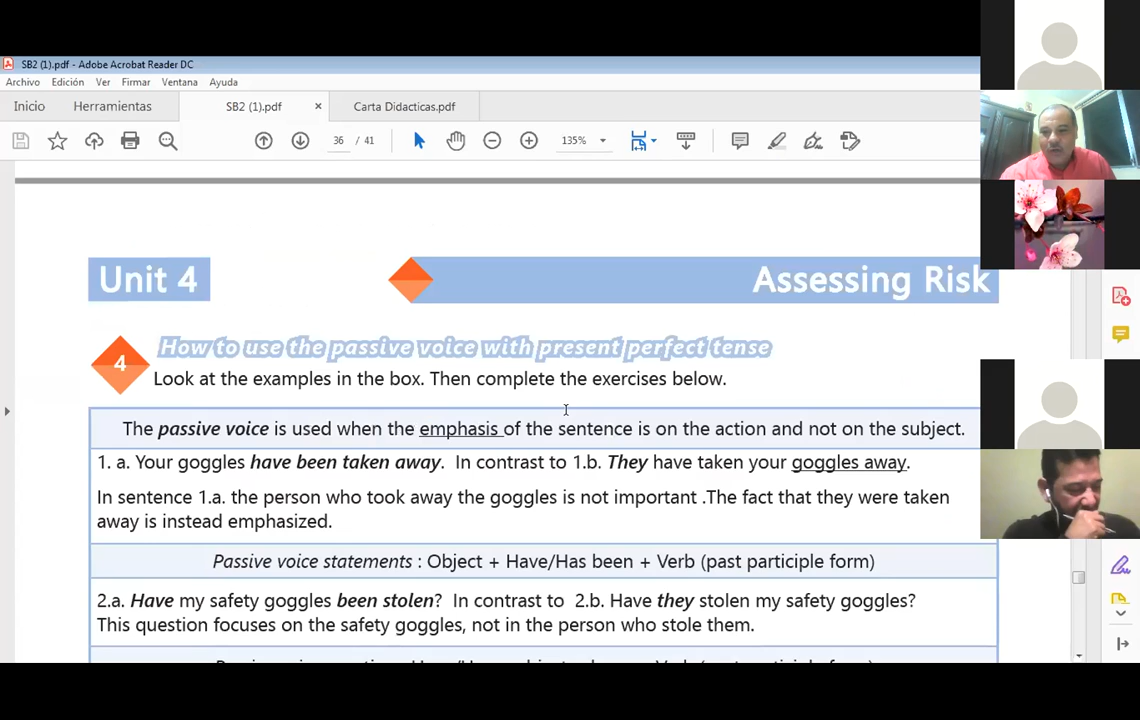 SB2 (1).pdf - Adobe Acrobat Reader DC
Archivo Edición Ver Firmar Ventana Ayuda
Inicio Herramientas SB2 (1).pdf × Carta Didacticas.pdf
36 / 41 135%
Unit 4 Assessing Risk
4 How to use the passive voice with present perfect tense
Look at the examples in the box. Then complete the exercises below.
The passive voice is used when the emphasis of the sentence is on the action and not on the subject.
1. a. Your goggles have been taken away. In contrast to 1.b. They have taken your goggles away.
In sentence 1.a. the person who took away the goggles is not important .The fact that they were taken
away is instead emphasized.
Passive voice statements : Object + Have/Has been + Verb (past participle form)
2.a. Have my safety goggles been stolen? In contrast to 2.b. Have they stolen my safety goggles?
This question focuses on the safety goggles, not in the person who stole them.